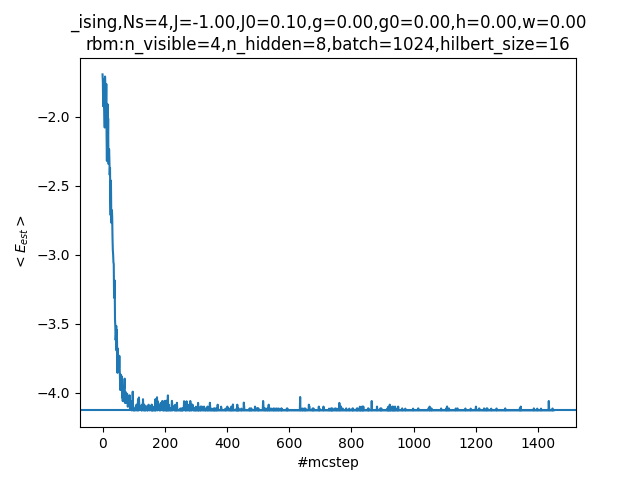 _ising,Ns=4,J=-1.00,J0=0.10,g=0.00,g0=0.00,h=0.00,w=0.00
rbm:n_visible=4,n_hidden=8,batch=1024,hilbert_size=16
−2.0
−2.5
−3.0
−3.5
−4.0
< E_est >
0 200 400 600 800 1000 1200 1400
#mcstep